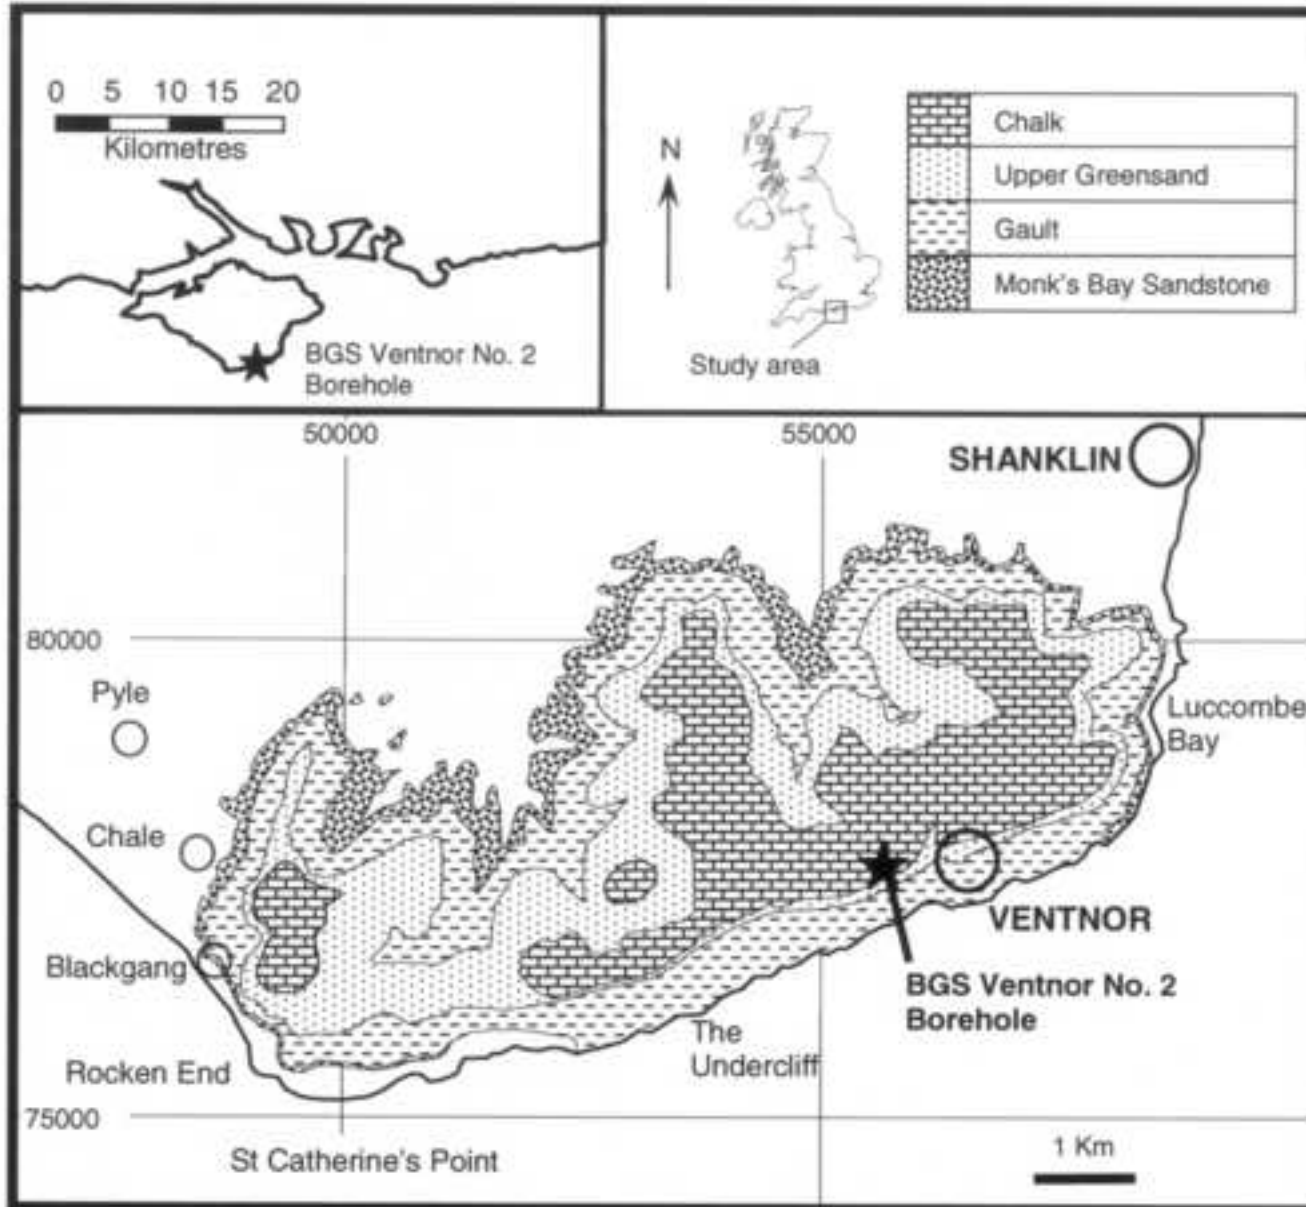 0 5 10 15 20
Kilometres
BGS Ventnor No. 2
Borehole
N
Study area
Chalk
Upper Greensand
Gault
Monk's Bay Sandstone
50000
55000
SHANKLIN
80000
Pyle
Luccombe
Bay
Chale
VENTNOR
Blackgang
BGS Ventnor No. 2
Borehole
The
Undercliff
Rocken End
75000
1 Km
St Catherine's Point